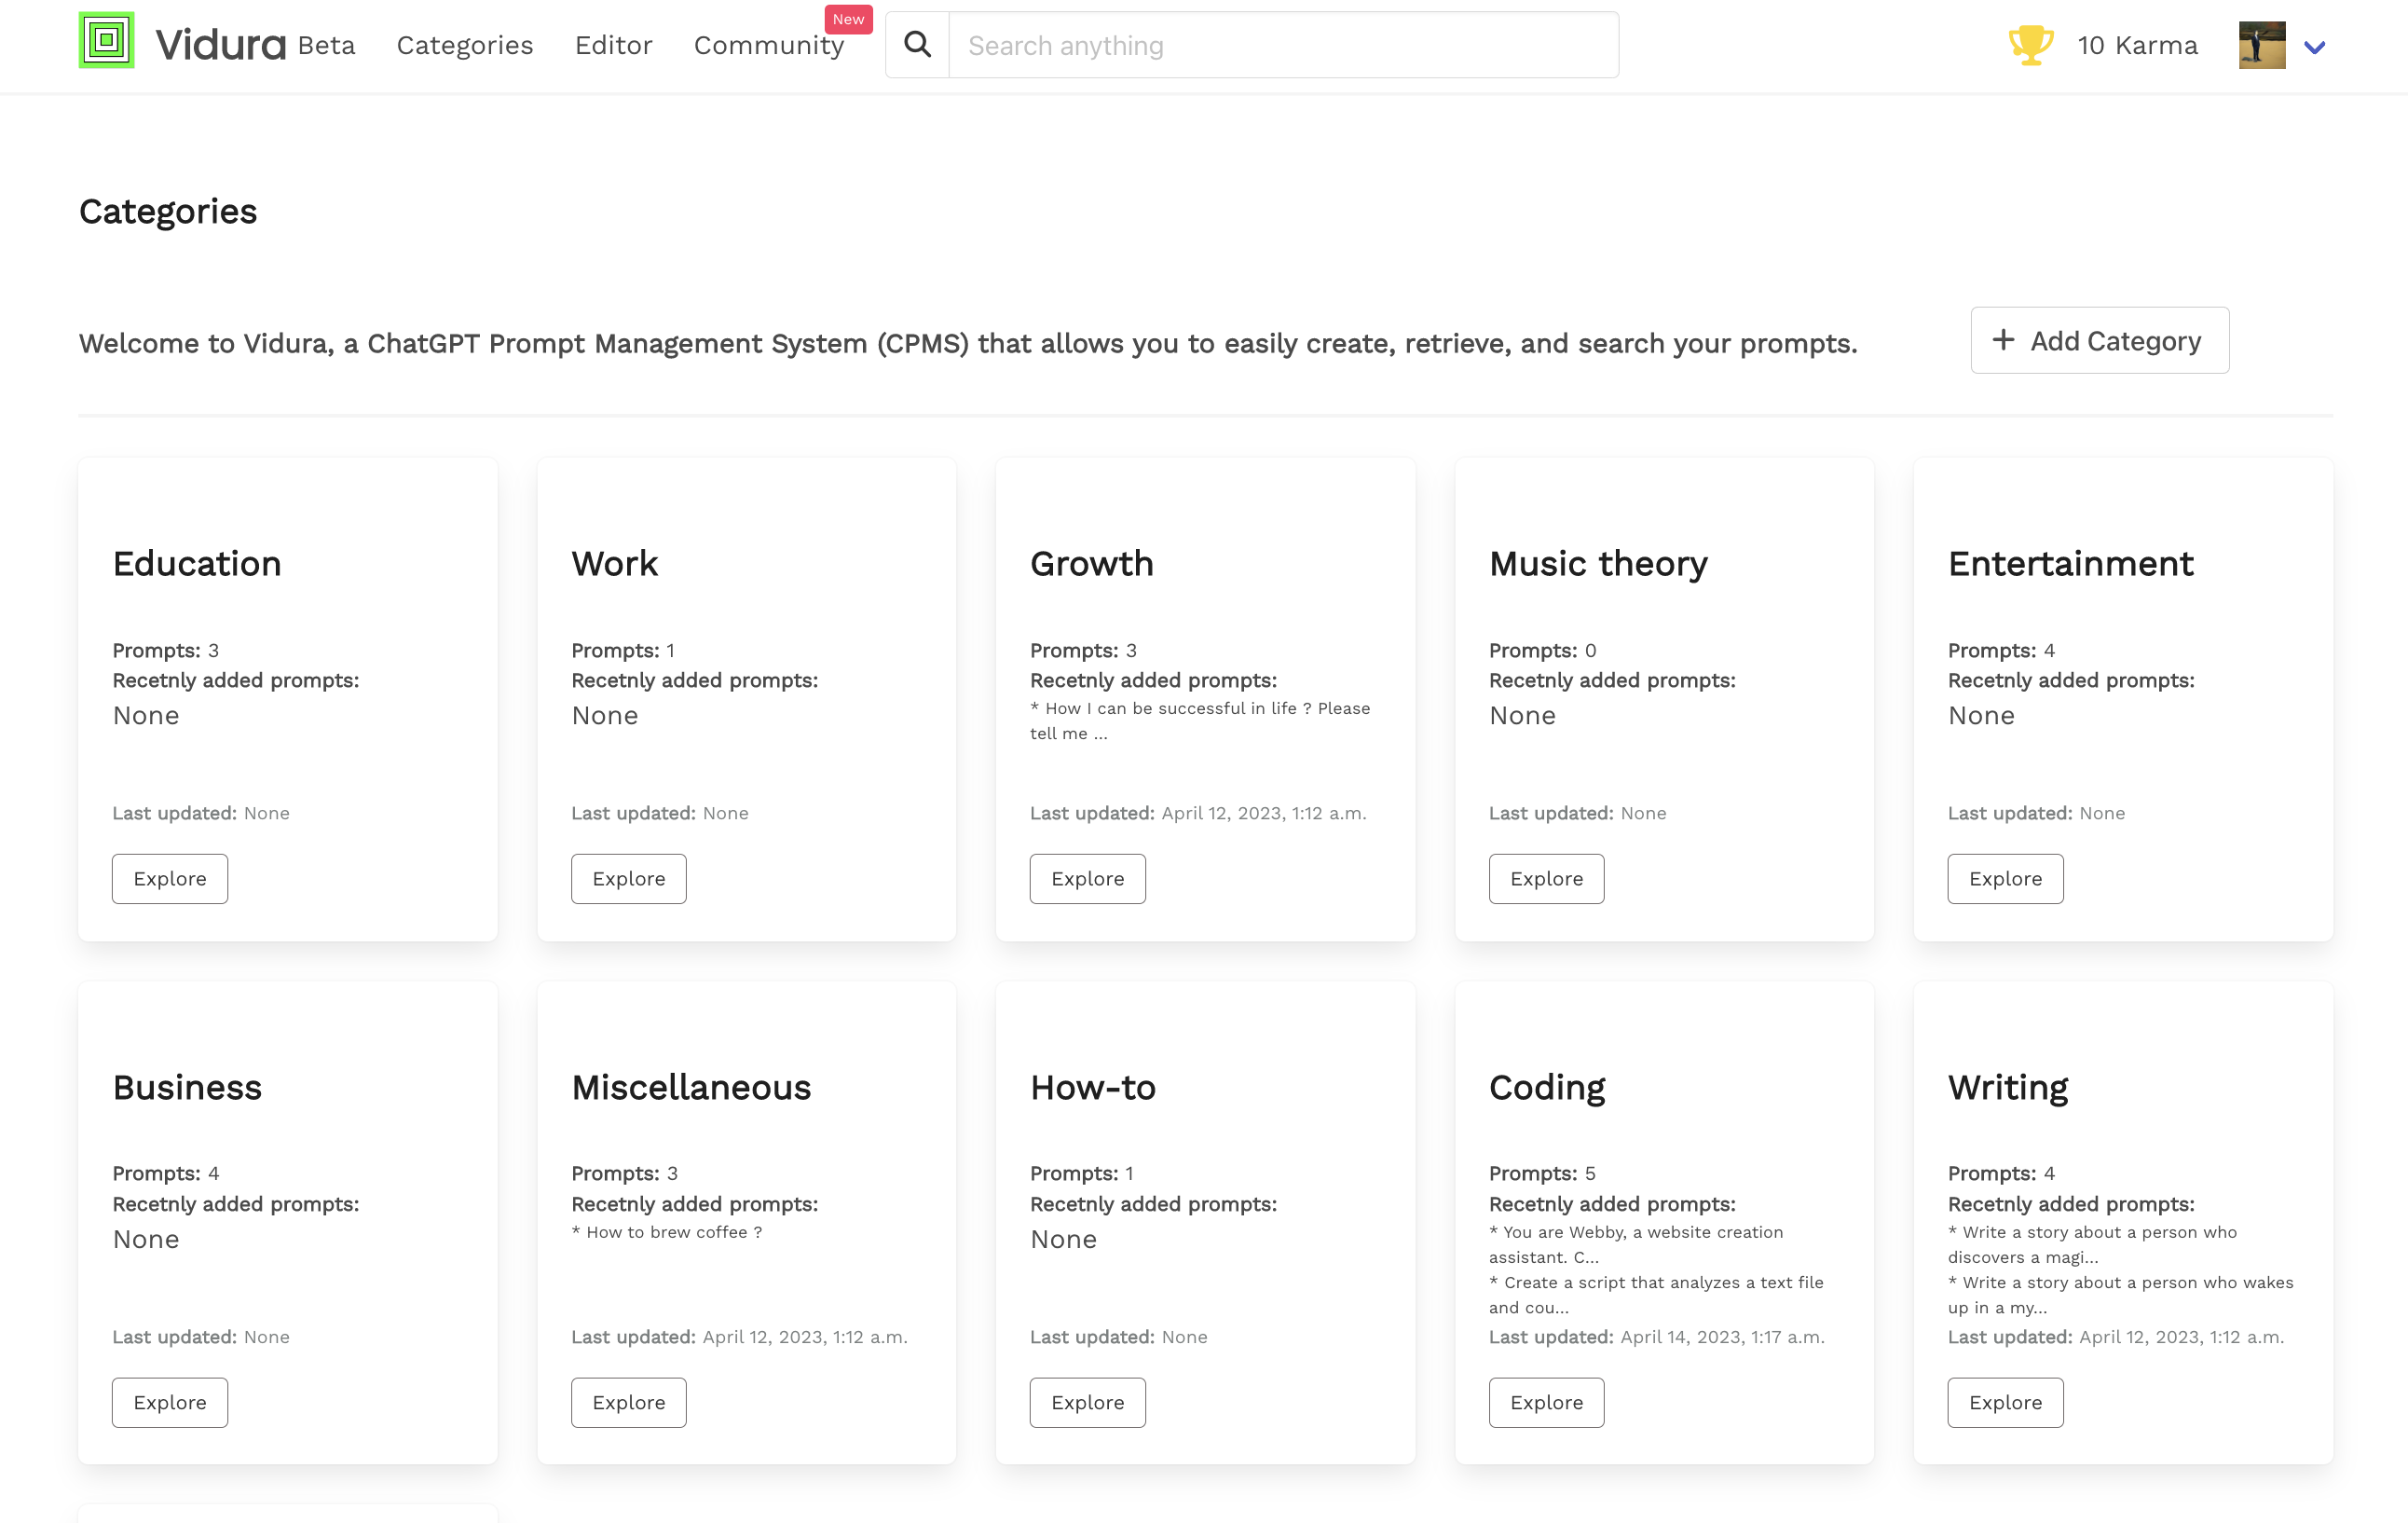 Vidura Beta Categories Editor Community New Search anything 10 Karma
Categories
Welcome to Vidura, a ChatGPT Prompt Management System (CPMS) that allows you to easily create, retrieve, and search your prompts.
+ Add Category
Education
Prompts: 3
Recetnly added prompts:
None
Last updated: None
Explore
Work
Prompts: 1
Recetnly added prompts:
None
Last updated: None
Explore
Growth
Prompts: 3
Recetnly added prompts:
* How I can be successful in life ? Please
tell me ...
Last updated: April 12, 2023, 1:12 a.m.
Explore
Music theory
Prompts: 0
Recetnly added prompts:
None
Last updated: None
Explore
Entertainment
Prompts: 4
Recetnly added prompts:
None
Last updated: None
Explore
Business
Prompts: 4
Recetnly added prompts:
None
Last updated: None
Explore
Miscellaneous
Prompts: 3
Recetnly added prompts:
* How to brew coffee ?
Last updated: April 12, 2023, 1:12 a.m.
Explore
How-to
Prompts: 1
Recetnly added prompts:
None
Last updated: None
Explore
Coding
Prompts: 5
Recetnly added prompts:
* You are Webby, a website creation
assistant. C...
* Create a script that analyzes a text file
and cou...
Last updated: April 14, 2023, 1:17 a.m.
Explore
Writing
Prompts: 4
Recetnly added prompts:
* Write a story about a person who
discovers a magi...
* Write a story about a person who wakes
up in a my...
Last updated: April 12, 2023, 1:12 a.m.
Explore